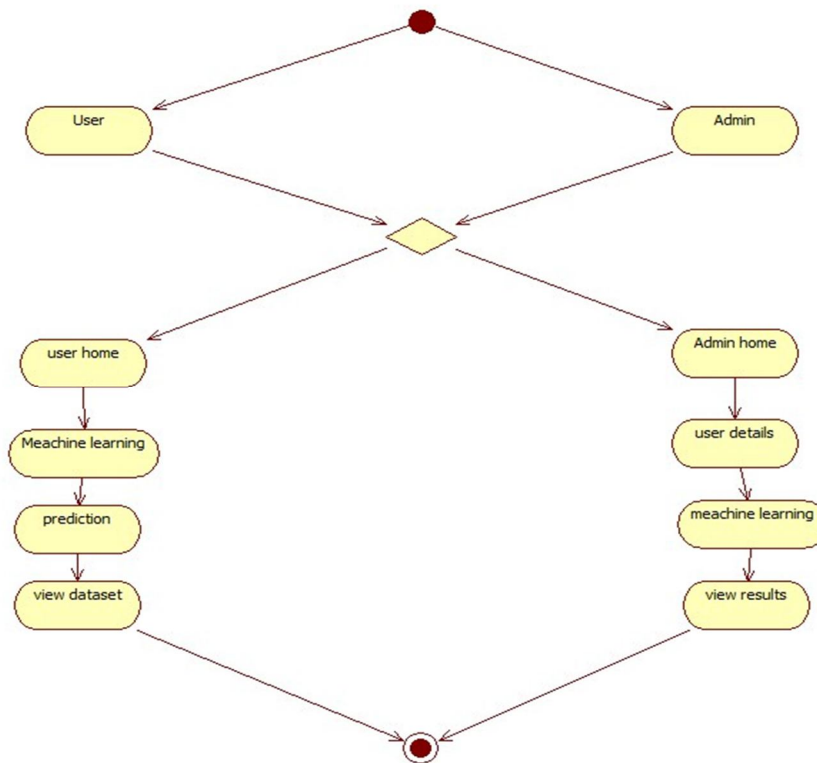 User
Admin
user home
Admin home
Meachine learning
user details
prediction
meachine learning
view dataset
view results